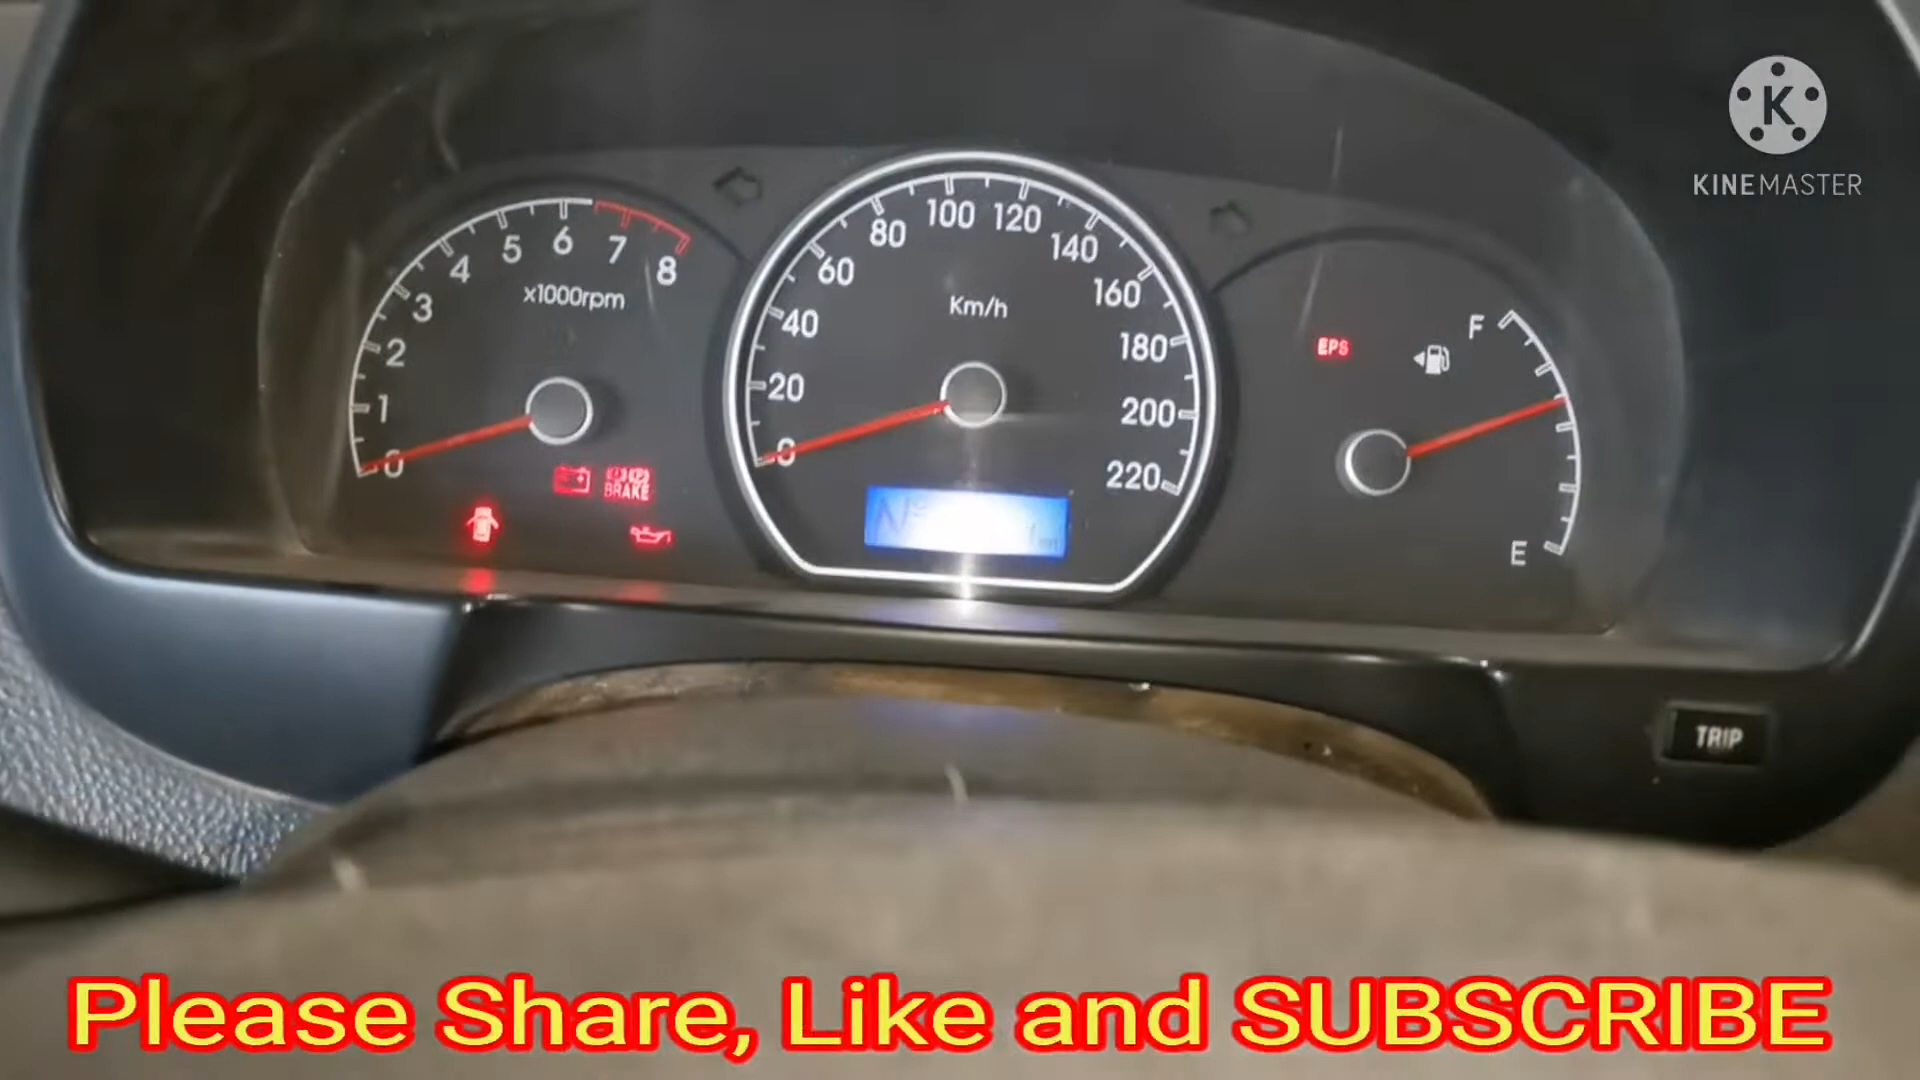 K
KINEMASTER
0 1 2 3 4 5 6 7 8
x1000rpm
BRAKE
0 20 40 60 80 100 120 140 160 180 200 220
Km/h
EPS
F
E
TRIP
Please Share, Like and SUBSCRIBE